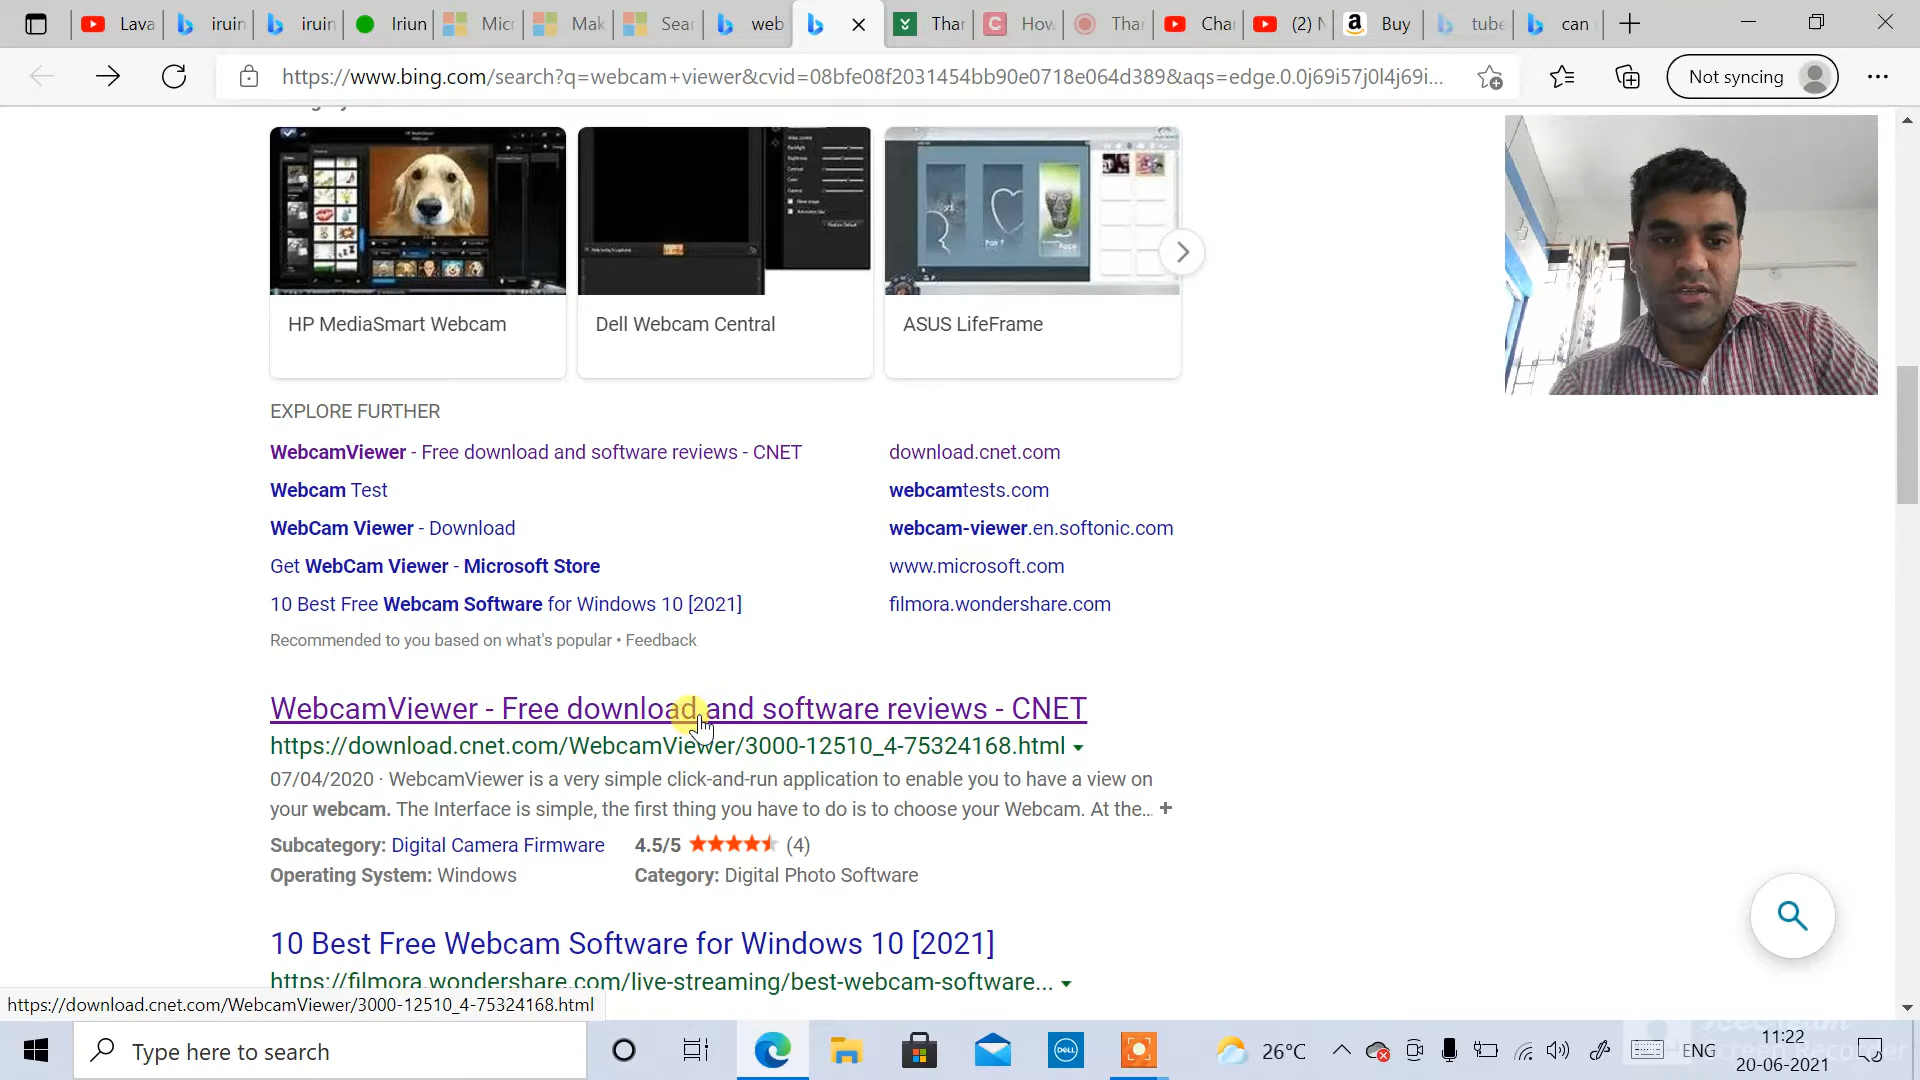 Lava
iruin
iruin
Iriun
Micr
Mak
Sear
web
Thar
How
Thar
Char
(2) N
Buy
tube
can
https://www.bing.com/search?q=webcam+viewer&cvid=08bfe08f2031454bb90e0718e064d389&aqs=edge.0.0j69i57j0l4j69i...
Not syncing
HP MediaSmart Webcam
Dell Webcam Central
ASUS LifeFrame
EXPLORE FURTHER
WebcamViewer - Free download and software reviews - CNET
download.cnet.com
Webcam Test
webcamtests.com
WebCam Viewer - Download
webcam-viewer.en.softonic.com
Get WebCam Viewer - Microsoft Store
www.microsoft.com
10 Best Free Webcam Software for Windows 10 [2021]
filmora.wondershare.com
Recommended to you based on what's popular • Feedback
WebcamViewer - Free download and software reviews - CNET
https://download.cnet.com/WebcamViewer/3000-12510_4-75324168.html
07/04/2020 · WebcamViewer is a very simple click-and-run application to enable you to have a view on
your webcam. The Interface is simple, the first thing you have to do is to choose your Webcam. At the... +
Subcategory: Digital Camera Firmware
4.5/5 (4)
Operating System: Windows
Category: Digital Photo Software
10 Best Free Webcam Software for Windows 10 [2021]
https://filmora.wondershare.com/live-streaming/best-webcam-software...
https://download.cnet.com/WebcamViewer/3000-12510_4-75324168.html
Type here to search
DELL
26°C
ENG
11:22
20-06-2021